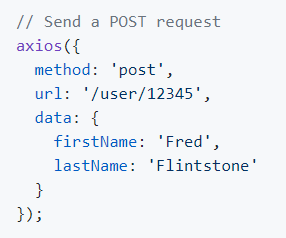 // Send a POST request
axios({
  method: 'post',
  url: '/user/12345',
  data: {
    firstName: 'Fred',
    lastName: 'Flintstone'
  }
});